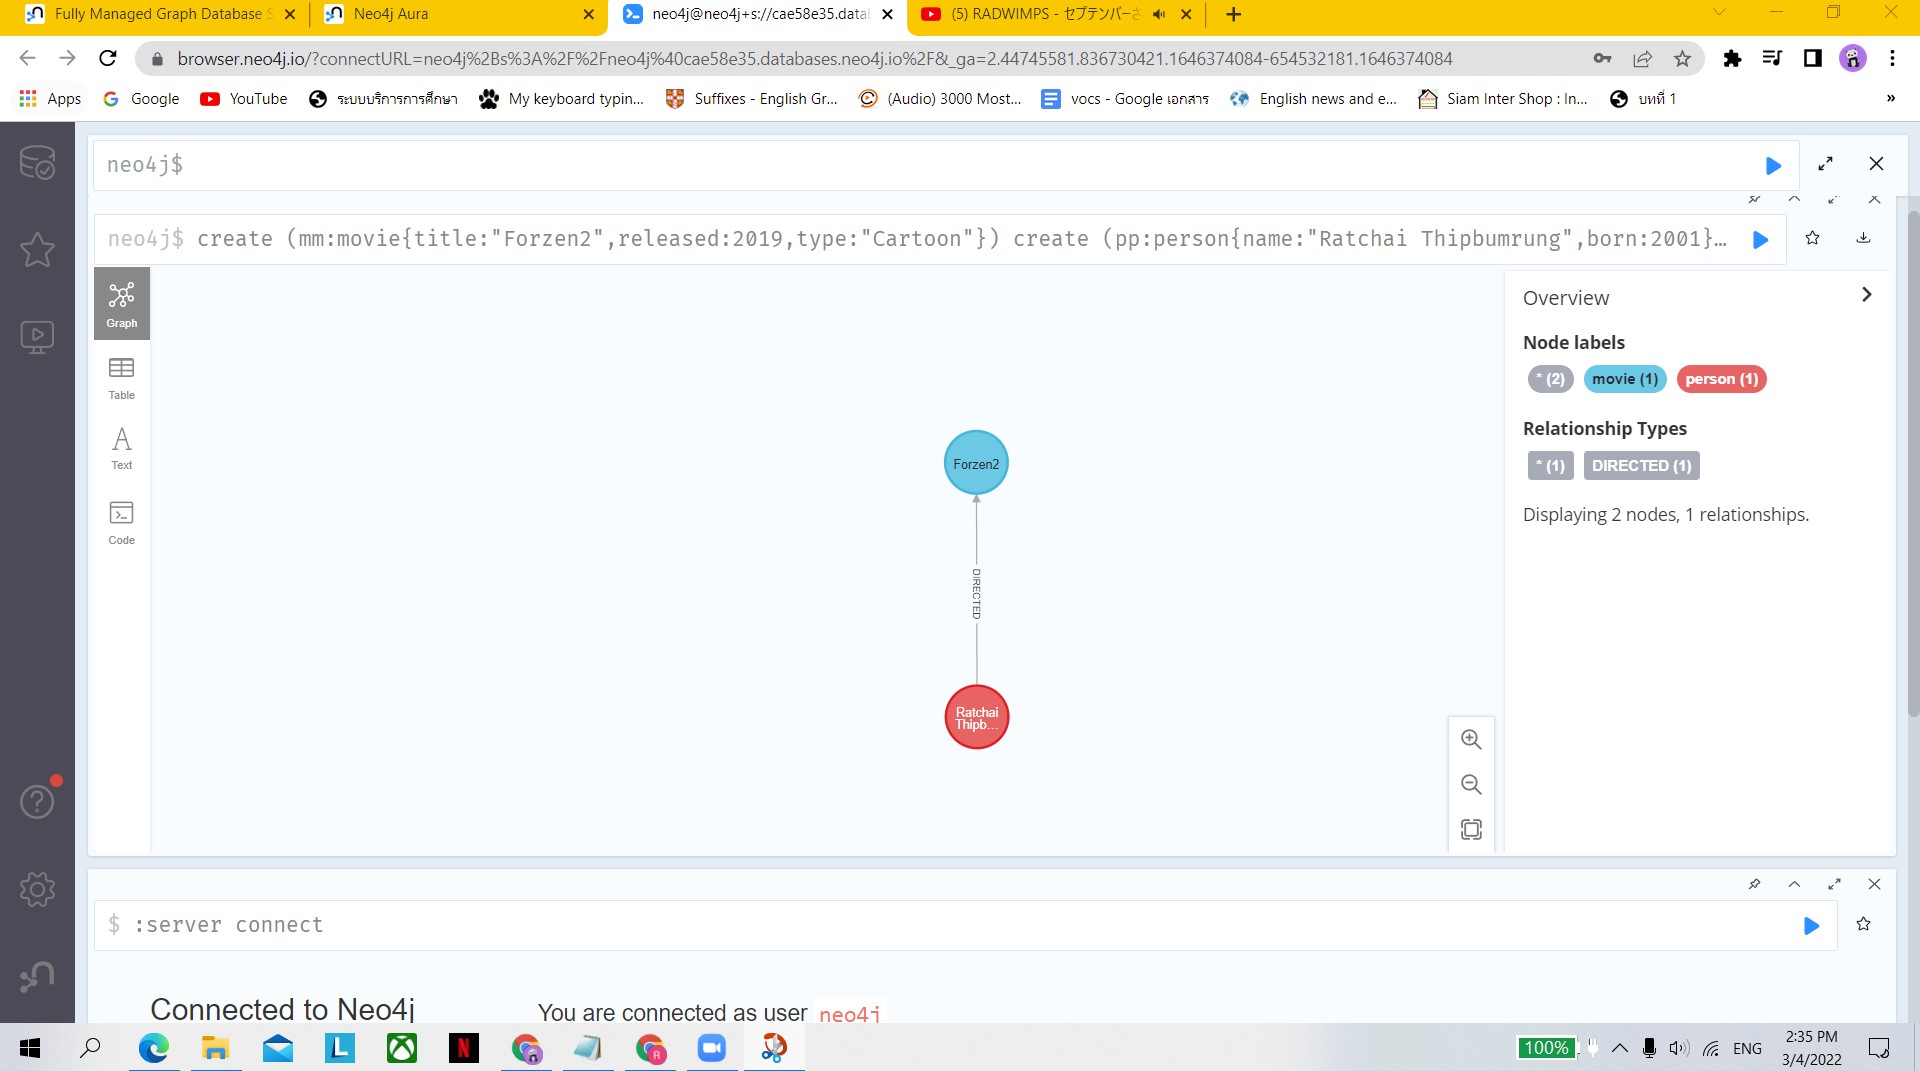 Fully Managed Graph Database S
Neo4j Aura
neo4j@neo4j+s://cae58e35.datab
(5) RADWIMPS - セプテンバーさ
browser.neo4j.io/?connectURL=neo4j%2Bs%3A%2F%2Fneo4j%40cae58e35.databases.neo4j.io%2F&_ga=2.44745581.836730421.1646374084-654532181.1646374084
Apps
Google
YouTube
ระบบบริการการศึกษา
My keyboard typin...
Suffixes - English Gr...
(Audio) 3000 Most...
vocs - Google เอกสาร
English news and e...
Siam Inter Shop : In...
บทที่ 1
»
neo4j$
neo4j$ create (mm:movie{title:"Forzen2",released:2019,type:"Cartoon"}) create (pp:person{name:"Ratchai Thipbumrung",born:2001}…
Graph
Table
Text
Code
Forzen2
DIRECTED
Ratchai
Thipb...
Overview
Node labels
* (2)
movie (1)
person (1)
Relationship Types
* (1)
DIRECTED (1)
Displaying 2 nodes, 1 relationships.
$ :server connect
Connected to Neo4j
You are connected as user neo4j
100%
ENG
2:35 PM
3/4/2022